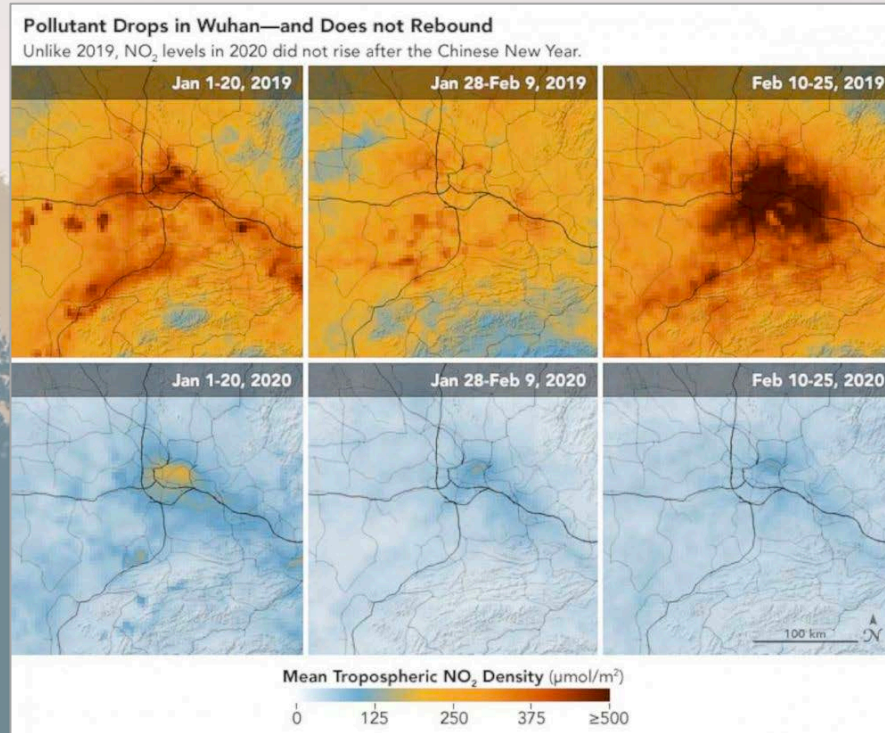 Pollutant Drops in Wuhan—and Does not Rebound
Unlike 2019, NO₂ levels in 2020 did not rise after the Chinese New Year.
Jan 1-20, 2019
Jan 28-Feb 9, 2019
Feb 10-25, 2019
Jan 1-20, 2020
Jan 28-Feb 9, 2020
Feb 10-25, 2020
100 km
N
Mean Tropospheric NO₂ Density (μmol/m²)
0 125 250 375 ≥500